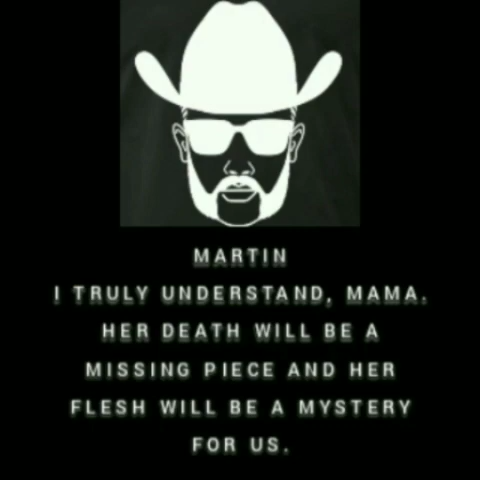 MARTIN
I TRULY UNDERSTAND, MAMA.
HER DEATH WILL BE A
MISSING PIECE AND HER
FLESH WILL BE A MYSTERY
FOR US.